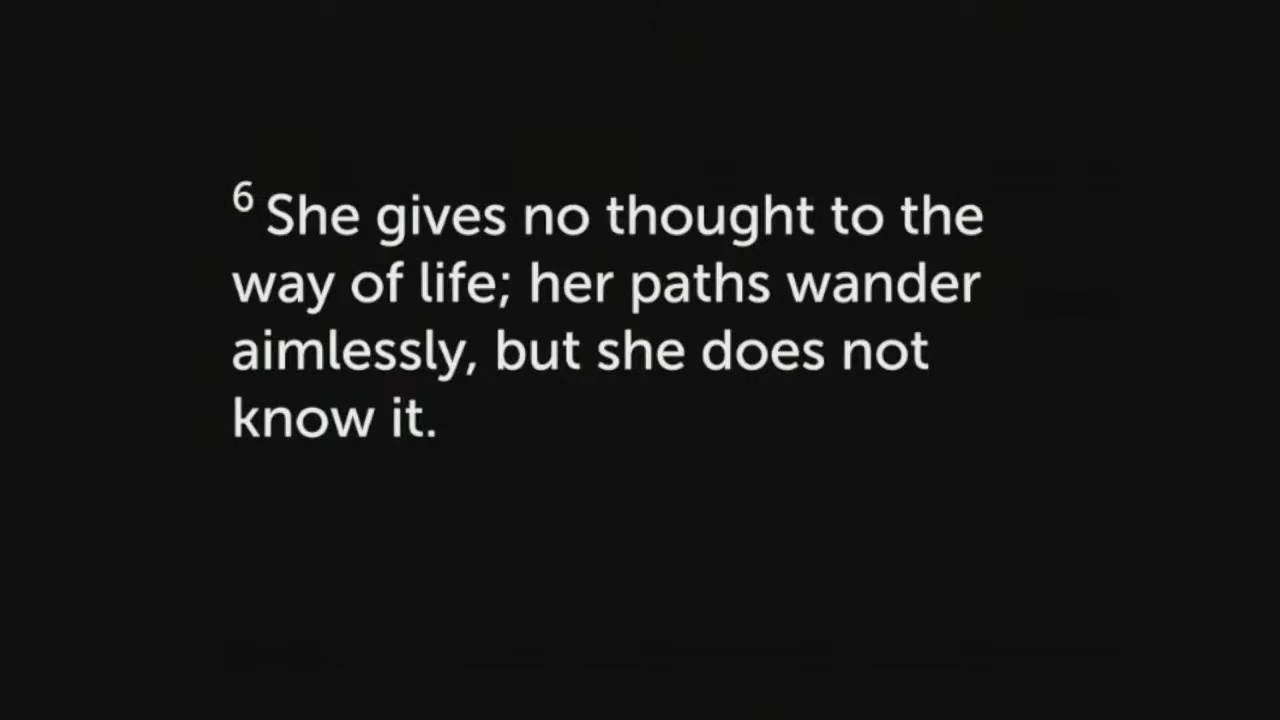 6 She gives no thought to the
way of life; her paths wander
aimlessly, but she does not
know it.